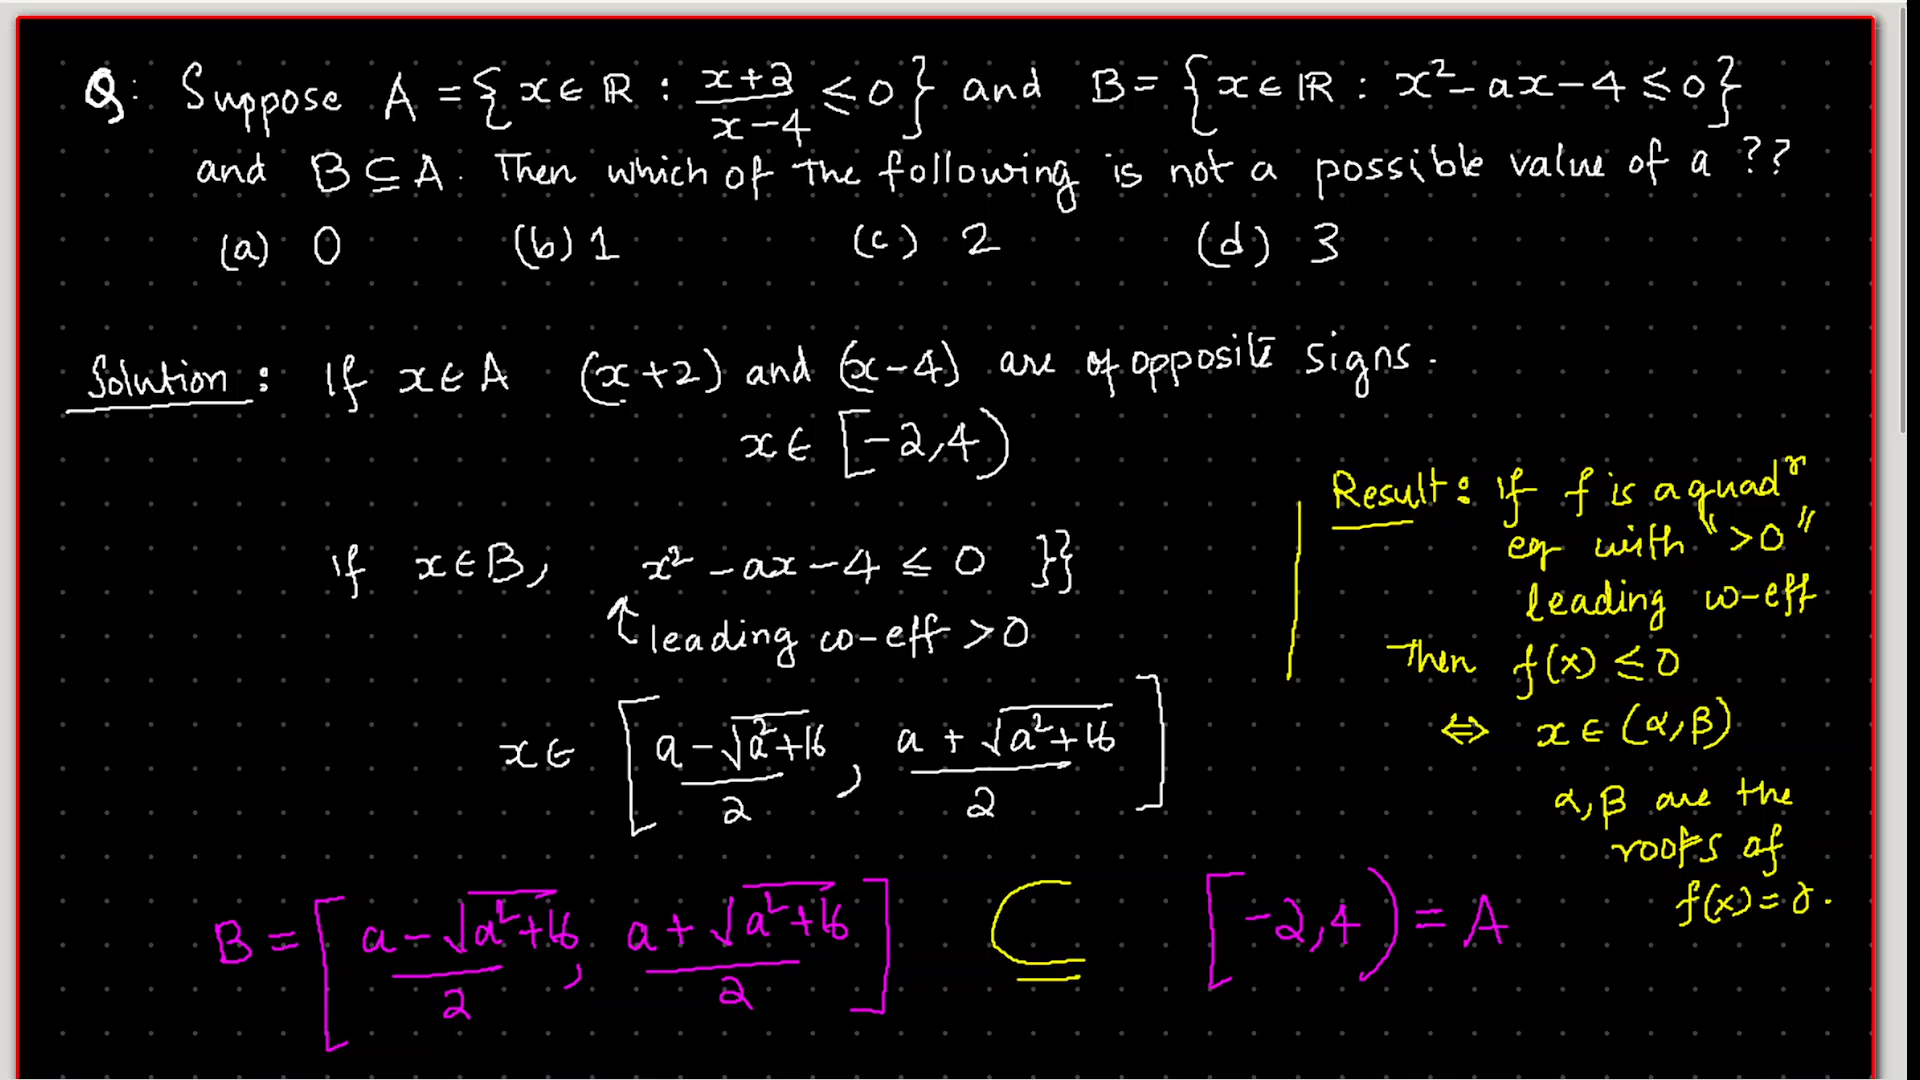 Q: Suppose A = {x ∈ ℝ : (x+2)/(x-4) ≤ 0} and B = {x ∈ ℝ : x² - ax - 4 ≤ 0}
and B ⊆ A. Then which of the following is not a possible value of a ??
(a) 0 (b) 1 (c) 2 (d) 3
Solution: If x ∈ A (x+2) and (x-4) are of opposite signs.
x ∈ [-2,4)
If x ∈ B, x² - ax - 4 ≤ 0 }}
↑ leading co-eff > 0
x ∈ [(a - √(a²+16))/2, (a + √(a²+16))/2]
Result: If f is a quadʳ
eq with ">0"
leading co-eff
Then f(x) ≤ 0
⇔ x ∈ (α,β)
α,β are the
roots of
f(x)=0.
B = [(a - √(a²+16))/2, (a + √(a²+16))/2] ⊆ [-2,4) = A